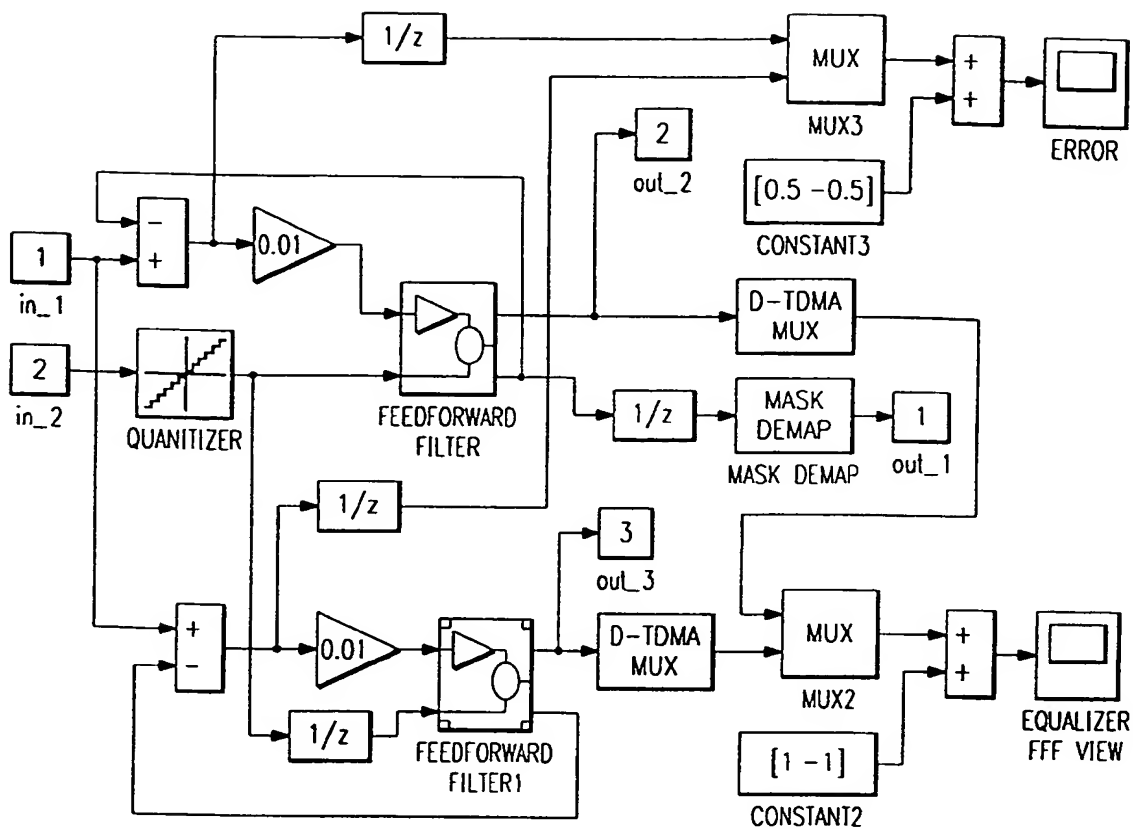 1/z
MUX
MUX3
+
+
ERROR
2
out_2
[0.5 -0.5]
CONSTANT3
-
+
0.01
1
in_1
2
in_2
QUANITIZER
FEEDFORWARD
FILTER
D-TDMA
MUX
1/z
MASK
DEMAP
MASK DEMAP
1
out_1
1/z
3
out_3
+
-
0.01
1/z
FEEDFORWARD
FILTER1
D-TDMA
MUX
MUX
MUX2
+
+
EQUALIZER
FFF VIEW
[1 -1]
CONSTANT2